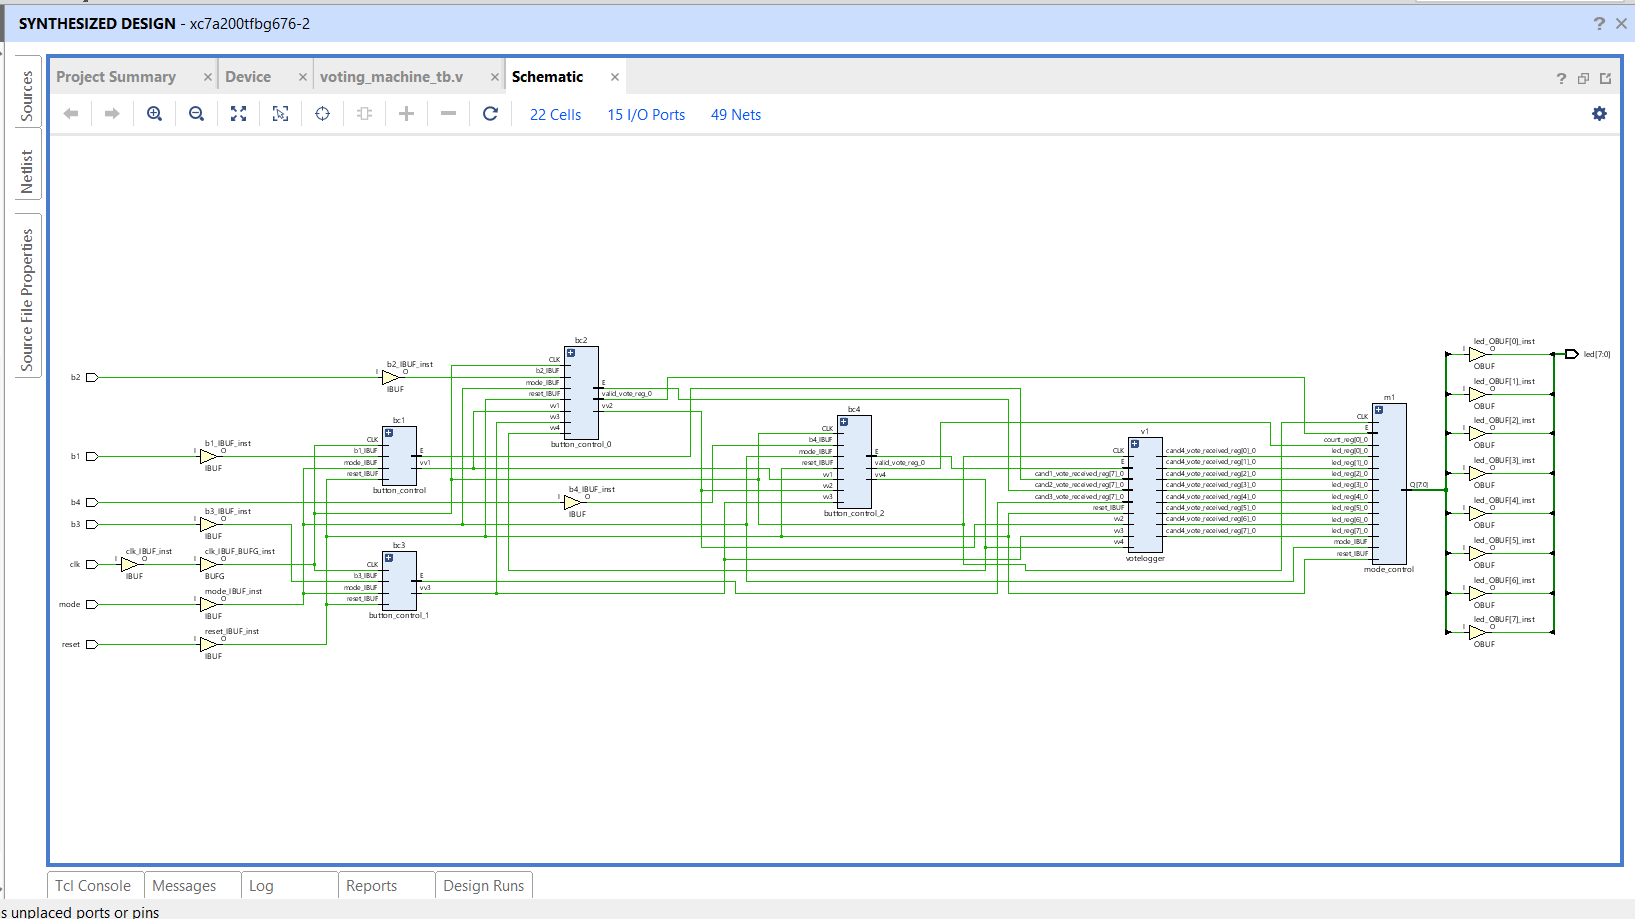 SYNTHESIZED DESIGN - xc7a200tfbg676-2
? ×
Sources
Netlist
Source File Properties
Project Summary × Device × voting_machine_tb.v × Schematic ×
22 Cells 15 I/O Ports 49 Nets
b2
b2_IBUF_inst
I O
IBUF
b1
b1_IBUF_inst
I O
IBUF
b4
b4_IBUF_inst
I O
IBUF
b3
b3_IBUF_inst
I O
IBUF
clk
clk_IBUF_inst
I O
IBUF
clk_IBUF_BUFG_inst
I O
BUFG
mode
mode_IBUF_inst
I O
IBUF
reset
reset_IBUF_inst
I O
IBUF
bc1
CLK
b1_IBUF
mode_IBUF
reset_IBUF
E
vv1
button_control
bc3
CLK
b3_IBUF
mode_IBUF
reset_IBUF
E
vv3
button_control_1
bc2
CLK
b2_IBUF
mode_IBUF
reset_IBUF
vv1
vv3
vv4
E
valid_vote_reg_0
vv2
button_control_0
bc4
CLK
b4_IBUF
mode_IBUF
reset_IBUF
vv1
vv2
vv3
E
valid_vote_reg_0
vv4
button_control_2
v1
CLK
E
cand1_vote_received_reg[7]_0
cand2_vote_received_reg[7]_0
cand3_vote_received_reg[7]_0
reset_IBUF
vv2
vv3
vv4
cand4_vote_received_reg[0]_0
cand4_vote_received_reg[1]_0
cand4_vote_received_reg[2]_0
cand4_vote_received_reg[3]_0
cand4_vote_received_reg[4]_0
cand4_vote_received_reg[5]_0
cand4_vote_received_reg[6]_0
cand4_vote_received_reg[7]_0
votelogger
m1
CLK
E
court_reg[0]_0
led_reg[0]_0
led_reg[1]_0
led_reg[2]_0
led_reg[3]_0
led_reg[4]_0
led_reg[5]_0
led_reg[6]_0
led_reg[7]_0
mode_IBUF
reset_IBUF
Q[7:0]
mode_control
led_OBUF[0]_inst
I O
OBUF
led_OBUF[1]_inst
I O
OBUF
led_OBUF[2]_inst
I O
OBUF
led_OBUF[3]_inst
I O
OBUF
led_OBUF[4]_inst
I O
OBUF
led_OBUF[5]_inst
I O
OBUF
led_OBUF[6]_inst
I O
OBUF
led_OBUF[7]_inst
I O
OBUF
led[7:0]
Tcl Console Messages Log Reports Design Runs
s unplaced ports or pins